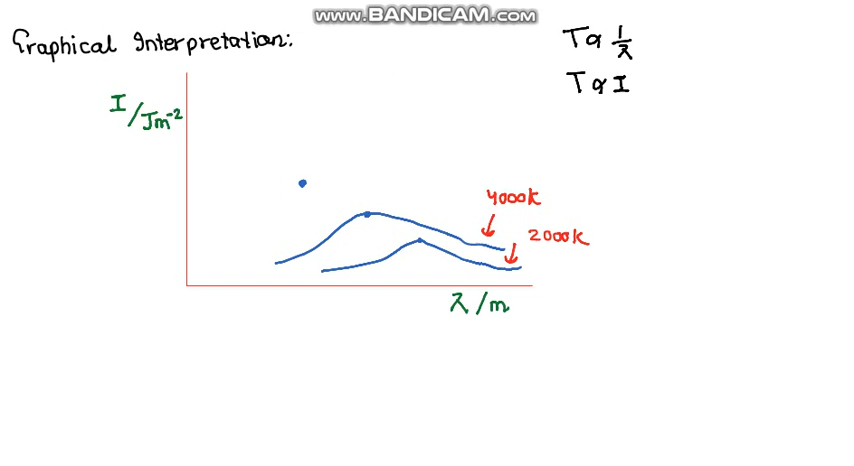 www.BANDICAM.com
Graphical Interpretation:
T α 1/λ
T α I
I/Jm⁻²
4000K
2000K
λ/m